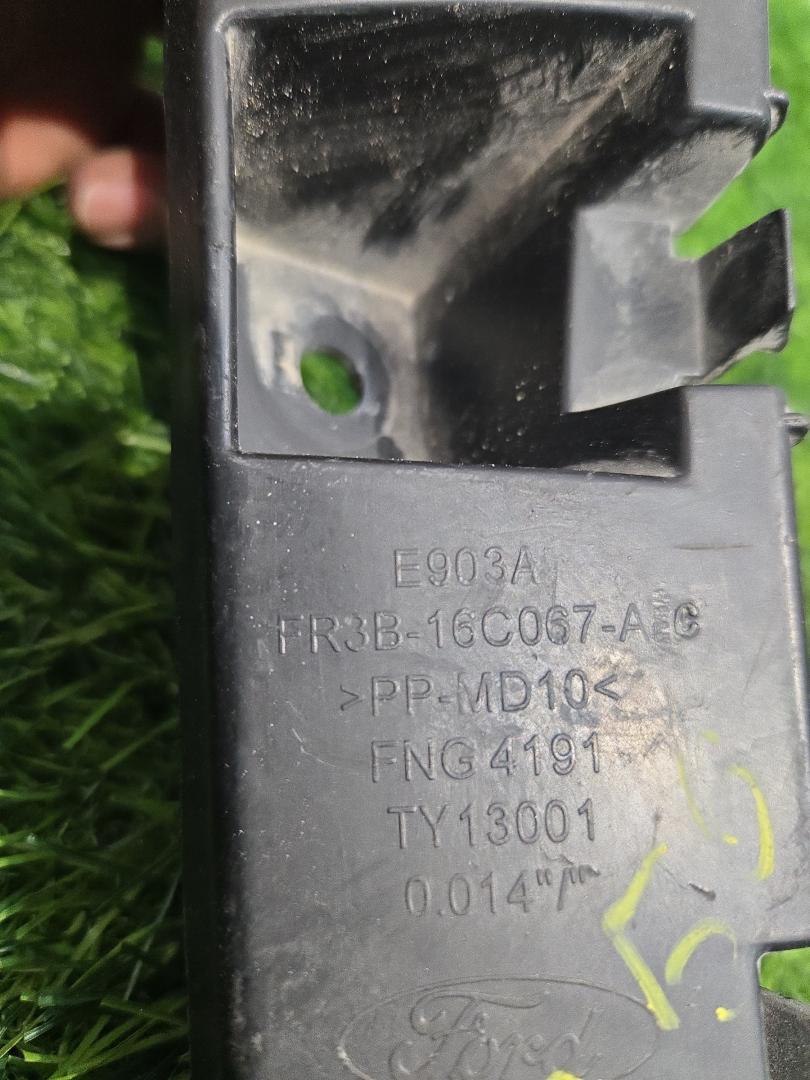 E903A
FR3B-16C067-A C
>PP-MD10<
FNG 4191
TY13001
0.014"/"
Ford